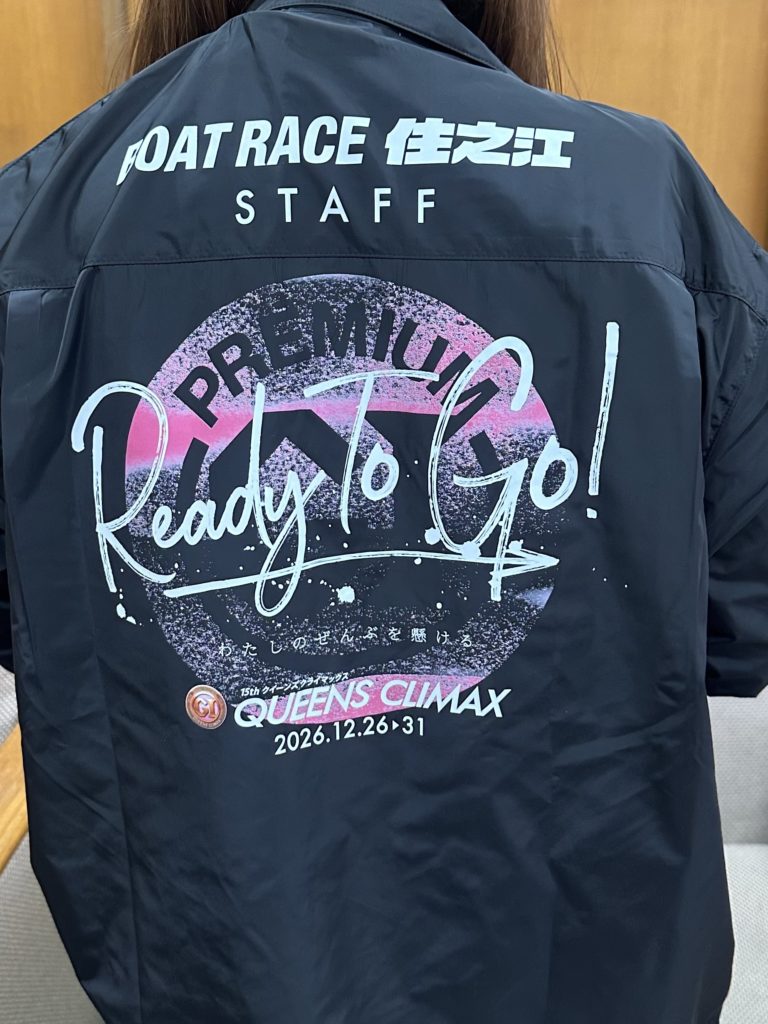 BOAT RACE 住之江
STAFF
PREMIUM
Ready To Go!
わたしのぜんぶを懸ける
15th クイーンズクライマックス
G1 QUEENS CLIMAX
2026.12.26▸31